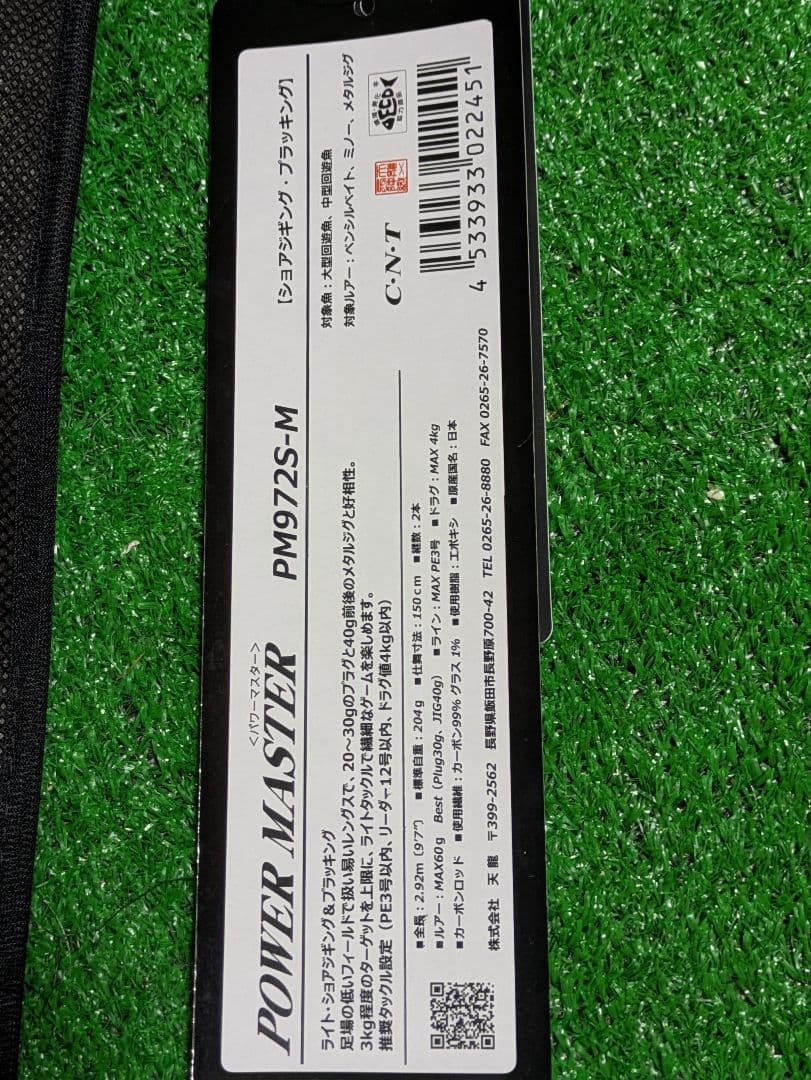 <パワーマスター>
POWER MASTER PM972S-M [ショアジギング・プラッキング]
ライト・ショアジギング&プラッキング
足場の低いフィールドで扱い易いレングスで、20~30gのプラグと40g前後のメタルジグと好相性。
3kg程度のターゲットを上限に、ライトタックルで繊細なゲームを楽しめます。
推奨タックル設定(PE3号以内、リーダー12号以内、ドラグ値4kg以内)
対象魚:大型回遊魚、中型回遊魚
対象ルアー:ペンシルベイト、ミノー、メタルジグ
C・N・T
4 533933 022451
■全長:2.92m(9'7") ■標準自重:204g ■仕舞寸法:150cm ■継数:2本
■ルアー:MAX60g Best(Plug30g、JIG40g) ■ライン:MAX PE3号 ■ドラグ:MAX 4kg
■カーボンロッド ■使用繊維:カーボン99% グラス 1% ■使用樹脂:エポキシ ■原産国名:日本
株式会社 天龍 〒399-2562 長野県飯田市長野原700-42 TEL 0265-26-8880 FAX 0265-26-7570